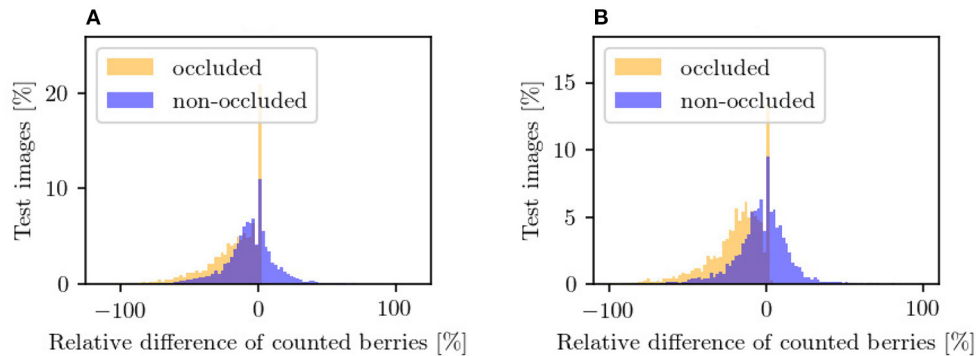 A
B
occluded
non-occluded
occluded
non-occluded
Test images [%]
20
10
0
Test images [%]
15
10
5
0
−100 0 100
−100 0 100
Relative difference of counted berries [%]
Relative difference of counted berries [%]